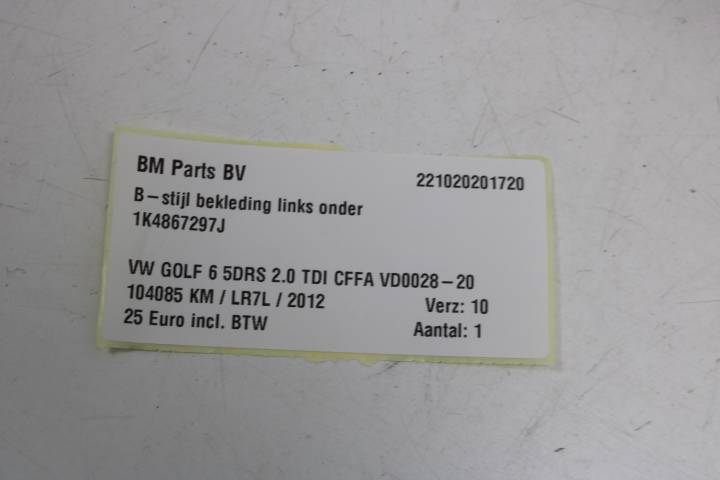 BM Parts BV 221020201720
B-stijl bekleding links onder
1K4867297J
VW GOLF 6 5DRS 2.0 TDI CFFA VD0028-20
104085 KM / LR7L / 2012 Verz: 10
25 Euro incl. BTW Aantal: 1